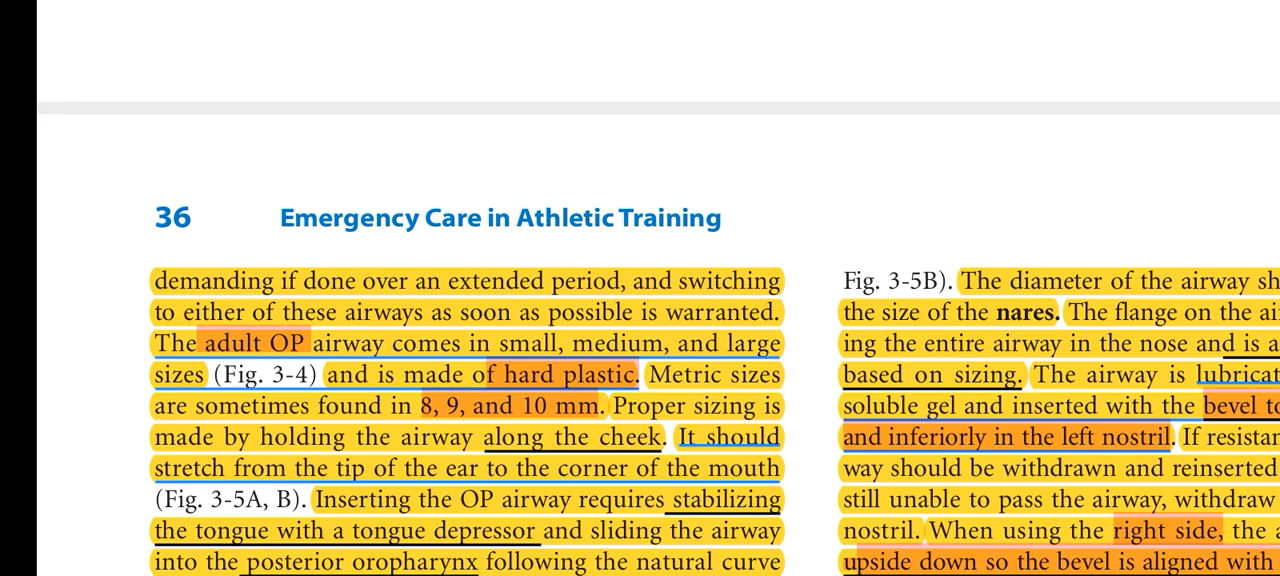 36 Emergency Care in Athletic Training
demanding if done over an extended period, and switching
to either of these airways as soon as possible is warranted.
The adult OP airway comes in small, medium, and large
sizes (Fig. 3-4) and is made of hard plastic. Metric sizes
are sometimes found in 8, 9, and 10 mm. Proper sizing is
made by holding the airway along the cheek. It should
stretch from the tip of the ear to the corner of the mouth
(Fig. 3-5A, B). Inserting the OP airway requires stabilizing
the tongue with a tongue depressor and sliding the airway
into the posterior oropharynx following the natural curve
Fig. 3-5B). The diameter of the airway
the size of the nares. The flange on the
ing the entire airway in the nose and is
based on sizing. The airway is
soluble gel and inserted with the bevel
and inferiorly in the left nostril. If
way should be withdrawn and reinserted
still unable to pass the airway, withdraw
nostril. When using the right side, the
upside down so the bevel is aligned with